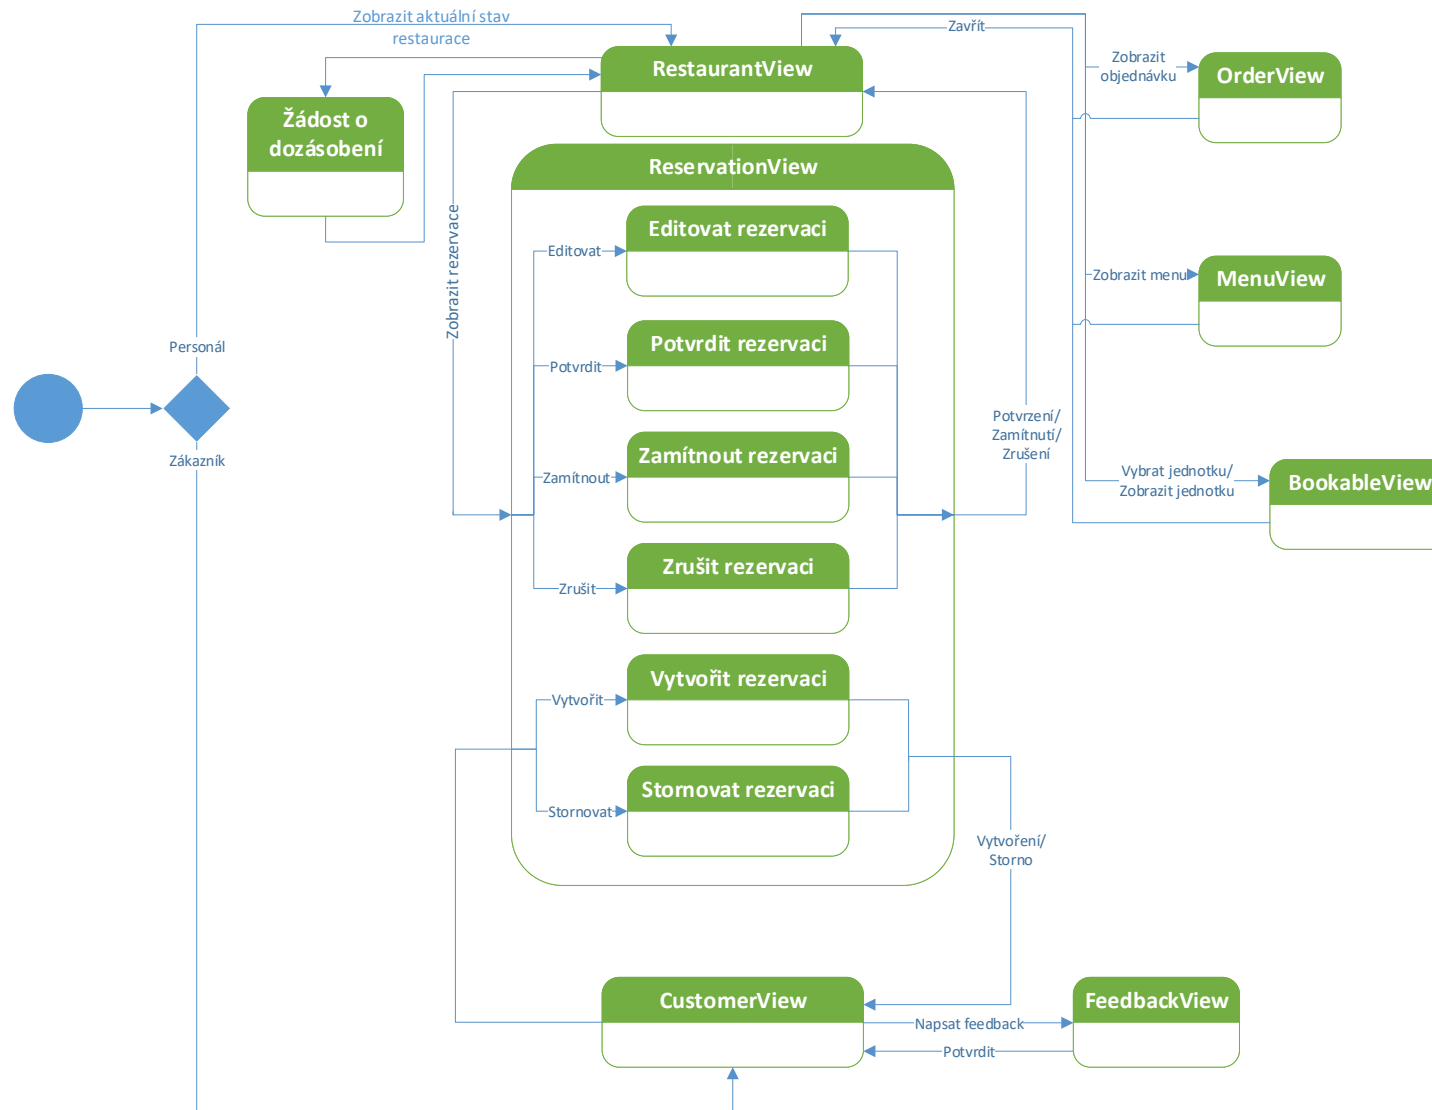 Zobrazit aktuální stav
restaurace
Zavřít
RestaurantView
Zobrazit
objednávku
OrderView
Žádost o
dozásobení
ReservationView
Zobrazit rezervace
Editovat
Editovat rezervaci
Zobrazit menu
MenuView
Personál
Potvrdit
Potvrdit rezervaci
Potvrzení/
Zamítnutí/
Zrušení
Zákazník
Zamítnout
Zamítnout rezervaci
Vybrat jednotku/
Zobrazit jednotku
BookableView
Zrušit
Zrušit rezervaci
Vytvořit
Vytvořit rezervaci
Stornovat
Stornovat rezervaci
Vytvoření/
Storno
CustomerView
Napsat feedback
FeedbackView
Potvrdit